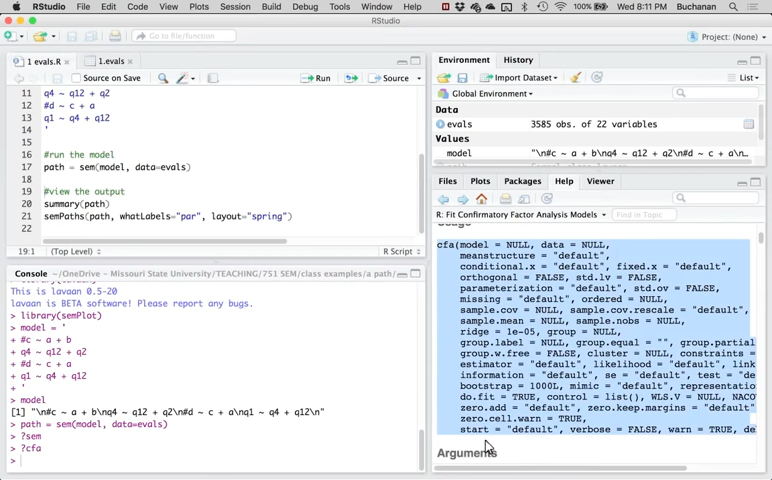 RStudio File Edit Code View Plots Session Build Debug Tools Window Help 100% Wed 8:11 PM Buchanan
RStudio
Go to file/function Project: (None)
1 evals.R × 1.evals ×
Source on Save Run Source
11 q4 ~ q12 + q2
12 #d ~ c + a
13 q1 ~ q4 + q12
14 '
15
16 #run the model
17 path = sem(model, data=evals)
18
19 #view the output
20 summary(path)
21 semPaths(path, whatLabels="par", layout="spring")
22
19:1 (Top Level) R Script
Console ~/OneDrive - Missouri State University/TEACHING/751 SEM/class examples/a path/
This is lavaan 0.5-20
lavaan is BETA software! Please report any bugs.
> library(semPlot)
> model = '
+ #c ~ a + b
+ q4 ~ q12 + q2
+ #d ~ c + a
+ q1 ~ q4 + q12
+ '
> model
[1] "\n#c ~ a + b\nq4 ~ q12 + q2\n#d ~ c + a\nq1 ~ q4 + q12\n"
> path = sem(model, data=evals)
> ?sem
> ?cfa
>
Environment History
Import Dataset List
Global Environment
Data
evals 3585 obs. of 22 variables
Values
model "\n#c ~ a + b\nq4 ~ q12 + q2\n#d ~ c + a\n…
Files Plots Packages Help Viewer
R: Fit Confirmatory Factor Analysis Models Find in Topic
Usage
cfa(model = NULL, data = NULL,
meanstructure = "default",
conditional.x = "default", fixed.x = "default",
orthogonal = FALSE, std.lv = FALSE,
parameterization = "default", std.ov = FALSE,
missing = "default", ordered = NULL,
sample.cov = NULL, sample.cov.rescale = "default",
sample.mean = NULL, sample.nobs = NULL,
ridge = 1e-05, group = NULL,
group.label = NULL, group.equal = "", group.partial
group.w.free = FALSE, cluster = NULL, constraints =
estimator = "default", likelihood = "default", link
information = "default", se = "default", test = "de
bootstrap = 1000L, mimic = "default", representation
do.fit = TRUE, control = list(), WLS.V = NULL, NACO
zero.add = "default", zero.keep.margins = "default"
zero.cell.warn = TRUE,
start = "default", verbose = FALSE, warn = TRUE, de
Arguments